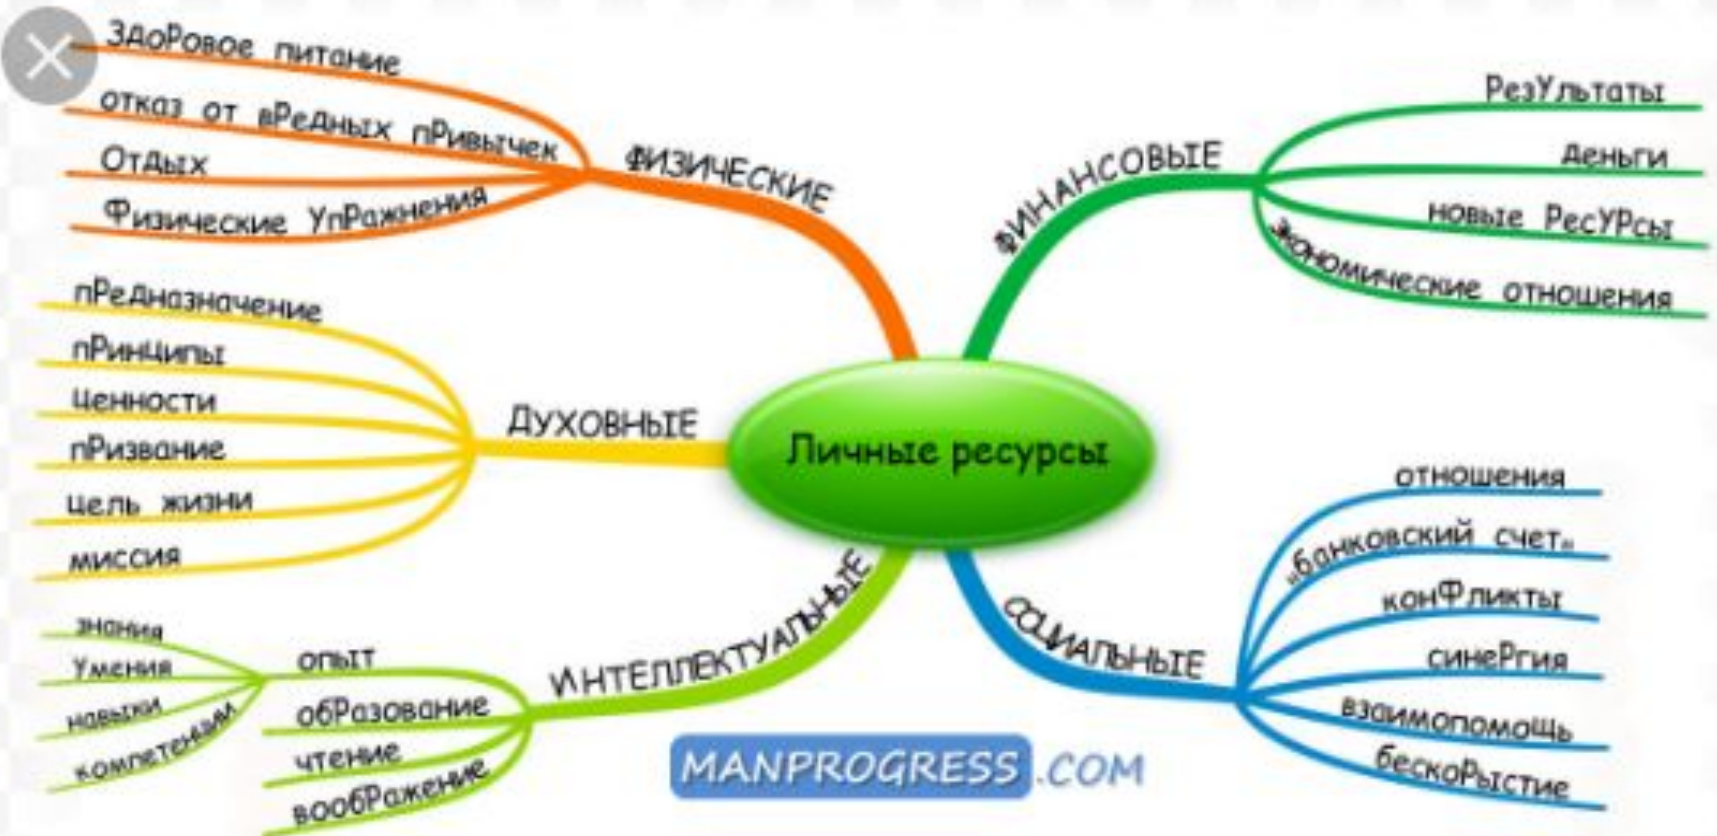 Личные ресурсы
ФИЗИЧЕСКИЕ
Здоровое питание
отказ от вредных привычек
Отдых
Физические упражнения
ДУХОВНЫЕ
предназначение
принципы
ценности
призвание
цель жизни
миссия
ИНТЕЛЛЕКТУАЛЬНЫЕ
опыт
знания
умения
навыки
компетенции
образование
чтение
воображение
ФИНАНСОВЫЕ
результаты
деньги
новые ресурсы
экономические отношения
СОЦИАЛЬНЫЕ
отношения
"банковский счет"
конфликты
синергия
взаимопомощь
бескорыстие
MANPROGRESS.COM